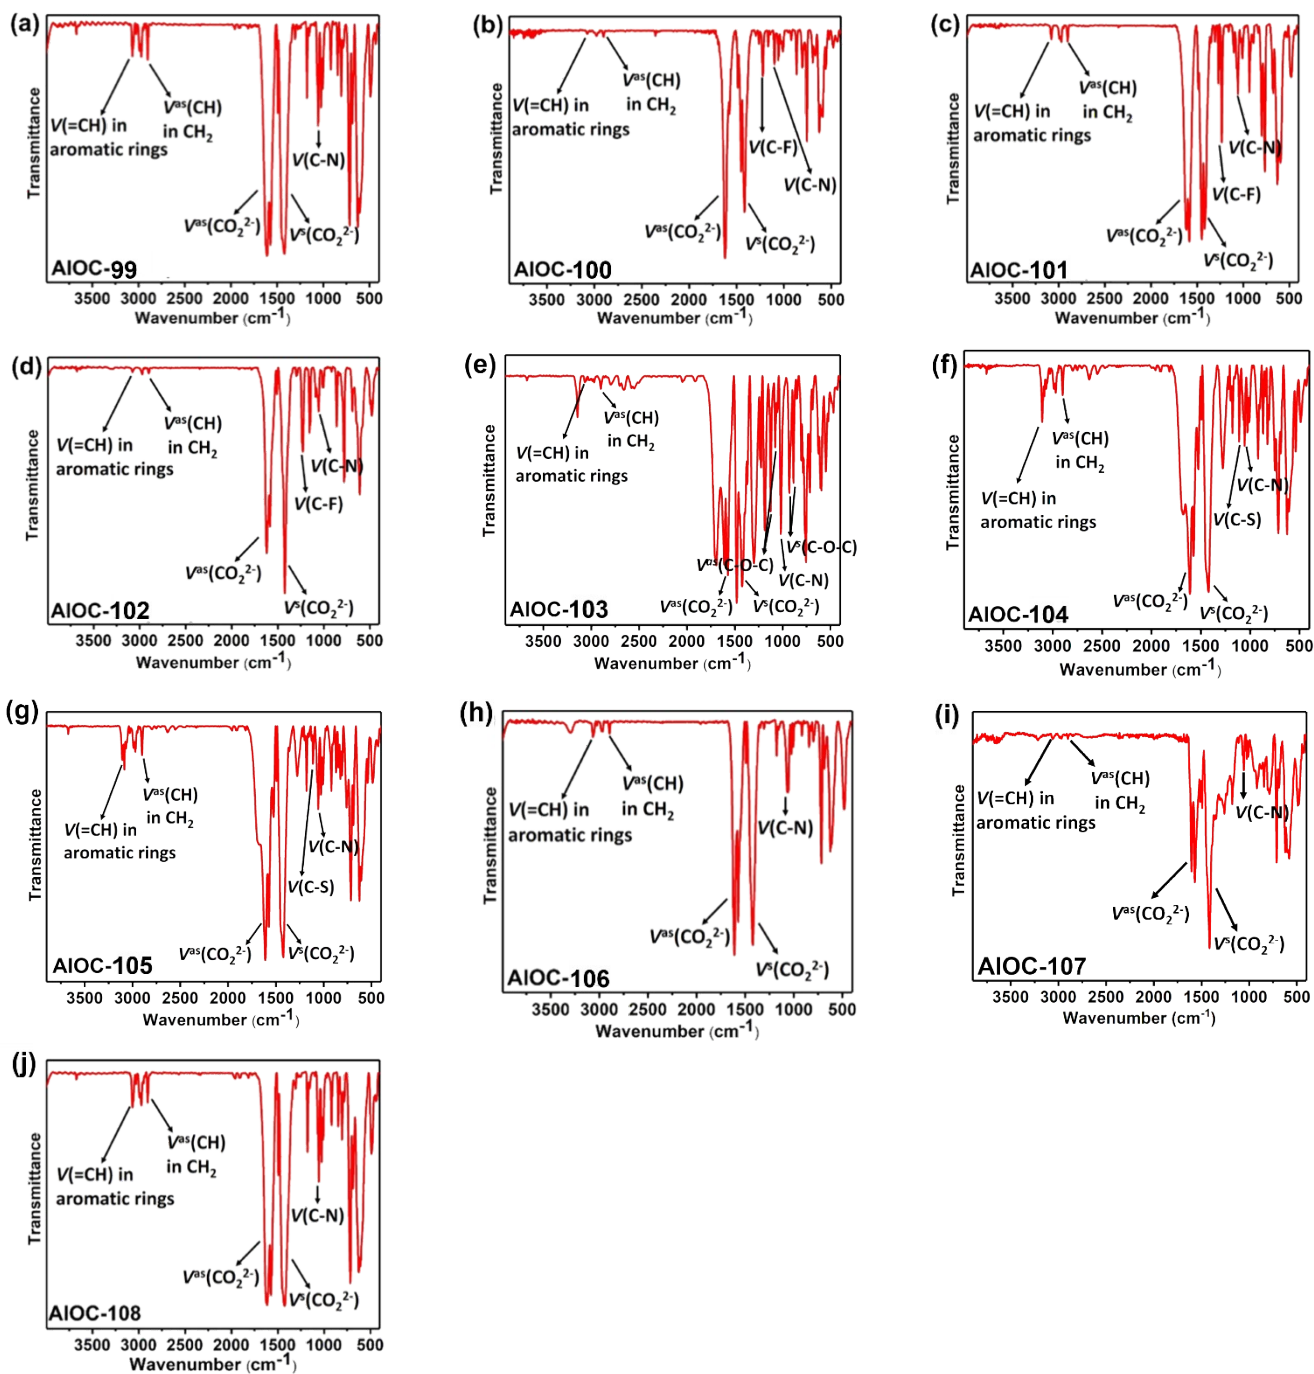 (a)
Transmittance
V(=CH) in
aromatic rings
Vᵃˢ(CH)
in CH₂
V(C-N)
Vᵃˢ(CO₂²⁻)
Vˢ(CO₂²⁻)
AlOC-99
3500 3000 2500 2000 1500 1000 500
Wavenumber (cm⁻¹)
(b)
Transmittance
V(=CH) in
aromatic rings
Vᵃˢ(CH)
in CH₂
V(C-F)
V(C-N)
Vᵃˢ(CO₂²⁻)
Vˢ(CO₂²⁻)
AlOC-100
3500 3000 2500 2000 1500 1000 500
Wavenumber (cm⁻¹)
(c)
Transmittance
V(=CH) in
aromatic rings
Vᵃˢ(CH)
in CH₂
V(C-N)
V(C-F)
Vᵃˢ(CO₂²⁻)
Vˢ(CO₂²⁻)
AlOC-101
3500 3000 2500 2000 1500 1000 500
Wavenumber (cm⁻¹)
(d)
Transmittance
V(=CH) in
aromatic rings
Vᵃˢ(CH)
in CH₂
V(C-N)
V(C-F)
Vᵃˢ(CO₂²⁻)
Vˢ(CO₂²⁻)
AlOC-102
3500 3000 2500 2000 1500 1000 500
Wavenumber (cm⁻¹)
(e)
Transmittance
V(=CH) in
aromatic rings
Vᵃˢ(CH)
in CH₂
Vˢ(C-O-C)
Vᵃˢ(C-O-C)
V(C-N)
Vᵃˢ(CO₂²⁻)
Vˢ(CO₂²⁻)
AlOC-103
3500 3000 2500 2000 1500 1000 500
Wavenumber (cm⁻¹)
(f)
Transmittance
Vᵃˢ(CH)
in CH₂
V(=CH) in
aromatic rings
V(C-N)
V(C-S)
Vᵃˢ(CO₂²⁻)
Vˢ(CO₂²⁻)
AlOC-104
3500 3000 2500 2000 1500 1000 500
Wavenumber (cm⁻¹)
(g)
Transmittance
Vᵃˢ(CH)
in CH₂
V(=CH) in
aromatic rings
V(C-N)
V(C-S)
Vᵃˢ(CO₂²⁻)
Vˢ(CO₂²⁻)
AlOC-105
3500 3000 2500 2000 1500 1000 500
Wavenumber (cm⁻¹)
(h)
Transmittance
V(=CH) in
aromatic rings
Vᵃˢ(CH)
in CH₂
V(C-N)
Vᵃˢ(CO₂²⁻)
Vˢ(CO₂²⁻)
AlOC-106
3500 3000 2500 2000 1500 1000 500
Wavenumber (cm⁻¹)
(i)
Transmittance
V(=CH) in
aromatic rings
Vᵃˢ(CH)
in CH₂
V(C-N)
Vᵃˢ(CO₂²⁻)
Vˢ(CO₂²⁻)
AlOC-107
3500 3000 2500 2000 1500 1000 500
Wavenumber (cm⁻¹)
(j)
Transmittance
Vᵃˢ(CH)
in CH₂
V(=CH) in
aromatic rings
V(C-N)
Vᵃˢ(CO₂²⁻)
Vˢ(CO₂²⁻)
AlOC-108
3500 3000 2500 2000 1500 1000 500
Wavenumber (cm⁻¹)